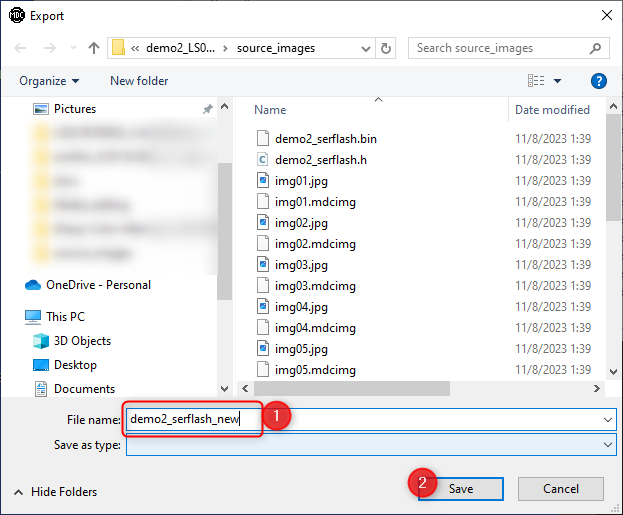 MDC Export
« demo2_LS0... › source_images
Search source_images
Organize New folder
?
Pictures
OneDrive - Personal
This PC
3D Objects
Desktop
Documents
Name Date modified
demo2_serflash.bin 11/8/2023 1:39
demo2_serflash.h 11/8/2023 1:39
img01.jpg 11/8/2023 1:39
img01.mdcimg 11/8/2023 1:39
img02.jpg 11/8/2023 1:39
img02.mdcimg 11/8/2023 1:39
img03.jpg 11/8/2023 1:39
img03.mdcimg 11/8/2023 1:39
img04.jpg 11/8/2023 1:39
img04.mdcimg 11/8/2023 1:39
img05.jpg 11/8/2023 1:39
img05.mdcimg 11/8/2023 1:39
File name: demo2_serflash_new 1
Save as type:
Hide Folders 2 Save Cancel